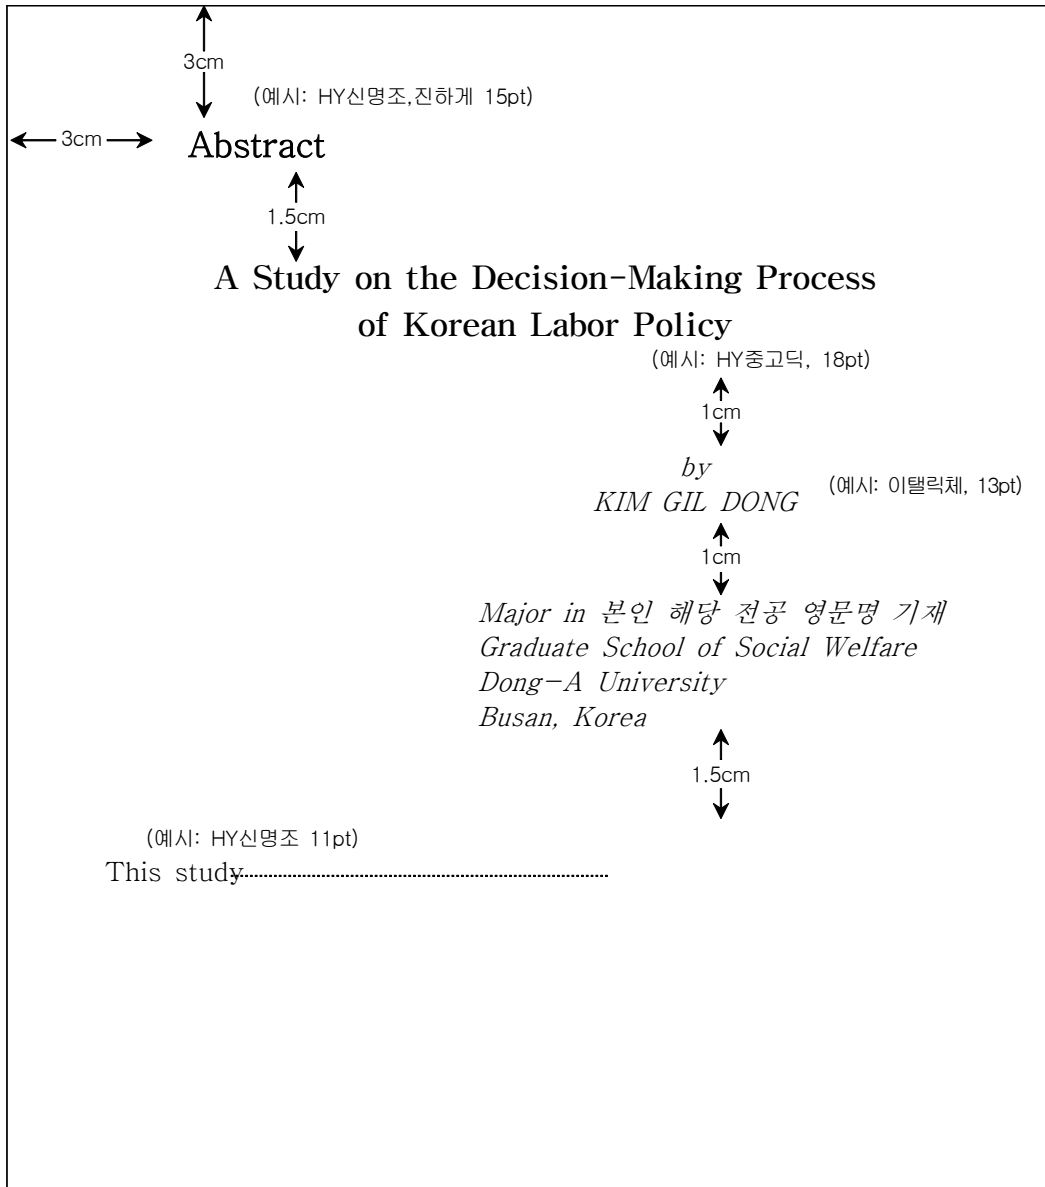 3cm
(예시: HY신명조,진하게 15pt)
3cm
Abstract
1.5cm
A Study on the Decision-Making Process
of Korean Labor Policy
(예시: HY중고딕, 18pt)
1cm
by
(예시: 이탤릭체, 13pt)
KIM GIL DONG
1cm
Major in 본인 해당 전공 영문명 기재
Graduate School of Social Welfare
Dong-A University
Busan, Korea
1.5cm
(예시: HY신명조 11pt)
This study